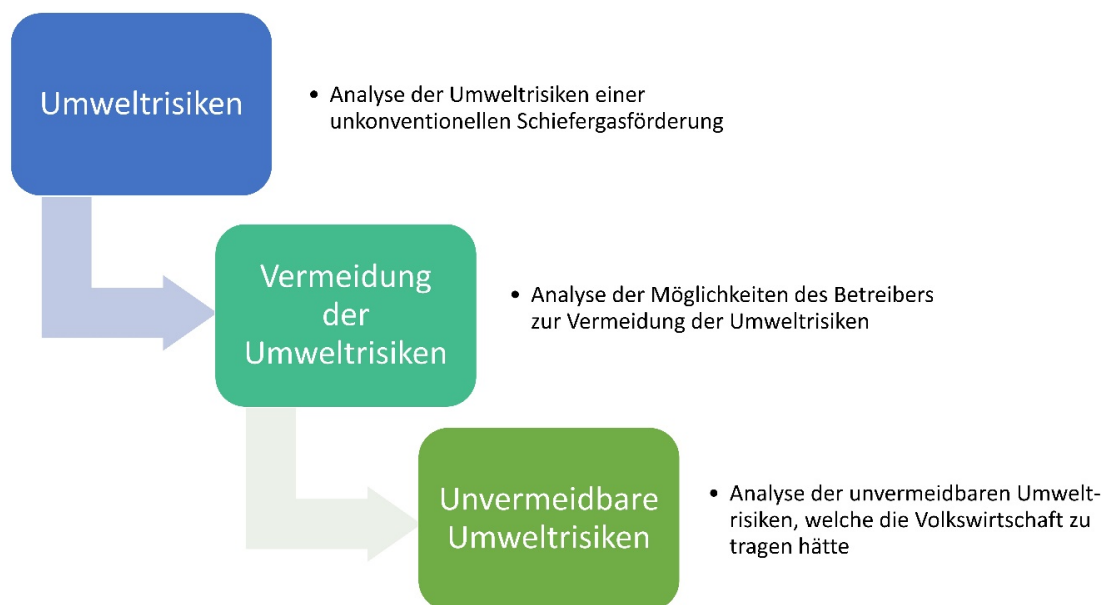 Umweltrisiken
• Analyse der Umweltrisiken einer
unkonventionellen Schiefergasförderung
Vermeidung
der
Umweltrisiken
• Analyse der Möglichkeiten des Betreibers
zur Vermeidung der Umweltrisiken
Unvermeidbare
Umweltrisiken
• Analyse der unvermeidbaren Umwelt-
risiken, welche die Volkswirtschaft zu
tragen hätte